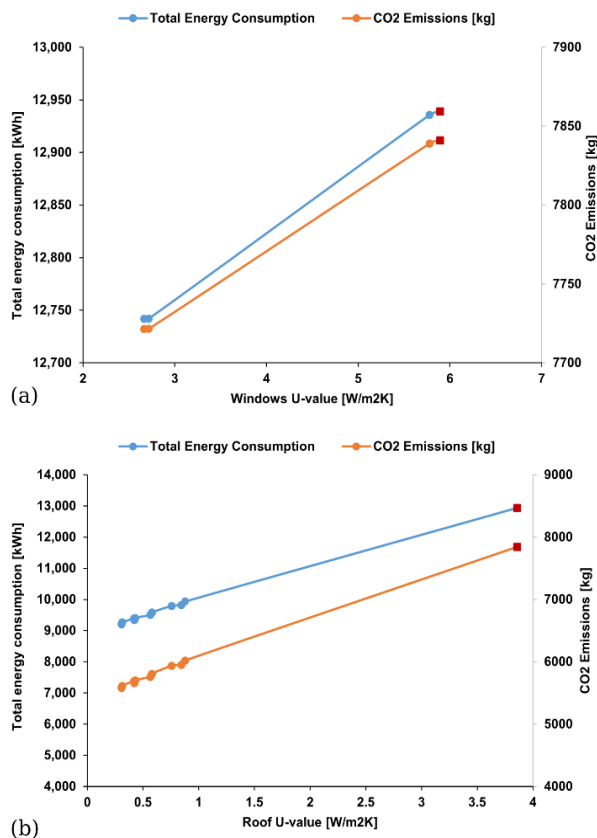 Total Energy Consumption CO2 Emissions [kg]
13,000 7900
12,950
7850
12,900
12,850
7800
12,800
7750
12,750
12,700 7700
2 3 4 5 6 7
Windows U-value [W/m2K]
Total energy consumption [kWh]
CO2 Emissions [kg]
(a)
Total Energy Consumption CO2 Emissions [kg]
14,000 9000
13,000
12,000 8000
11,000
10,000 7000
9,000
8,000 6000
7,000
6,000 5000
5,000
4,000 4000
0 0.5 1 1.5 2 2.5 3 3.5 4
Roof U-value [W/m2K]
Total energy consumption [kWh]
CO2 Emissions [kg]
(b)